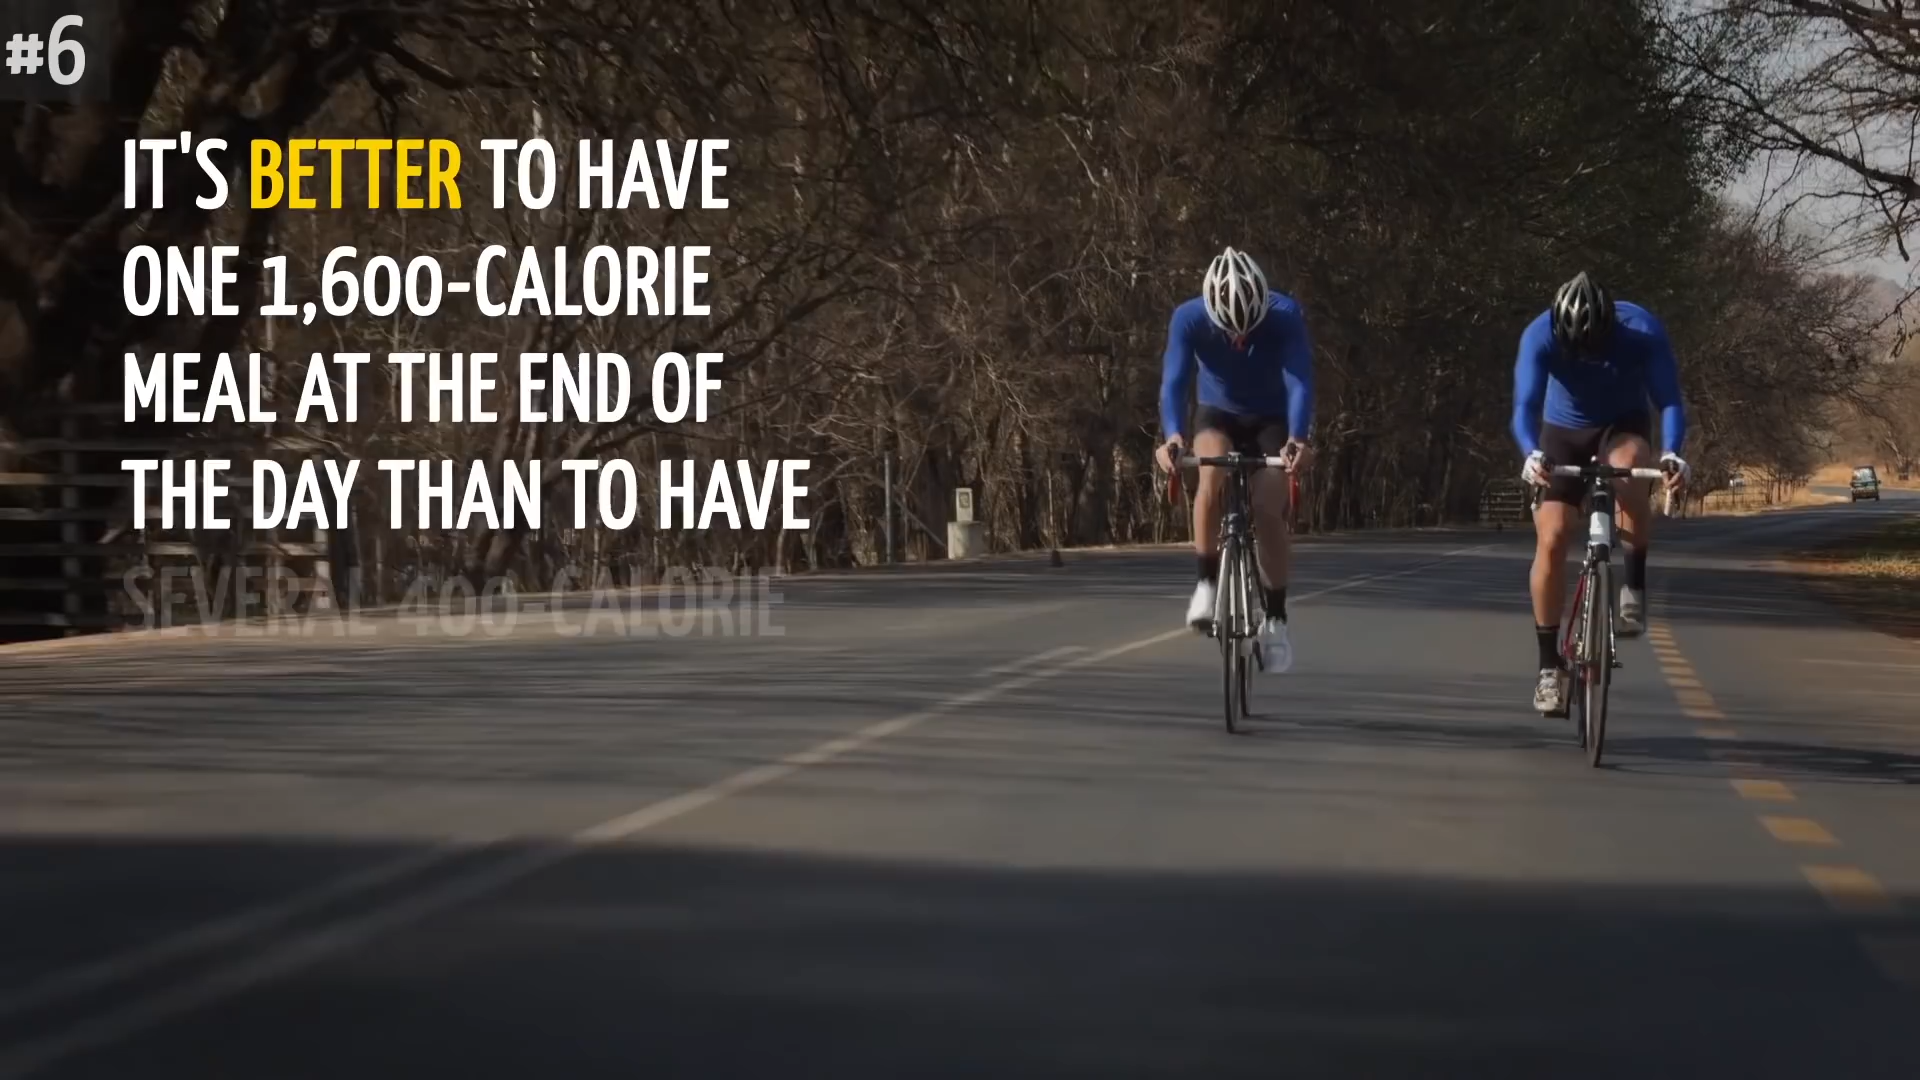 #6
IT'S BETTER TO HAVE
ONE 1,600-CALORIE
MEAL AT THE END OF
THE DAY THAN TO HAVE
SEVERAL 400-CALORIE